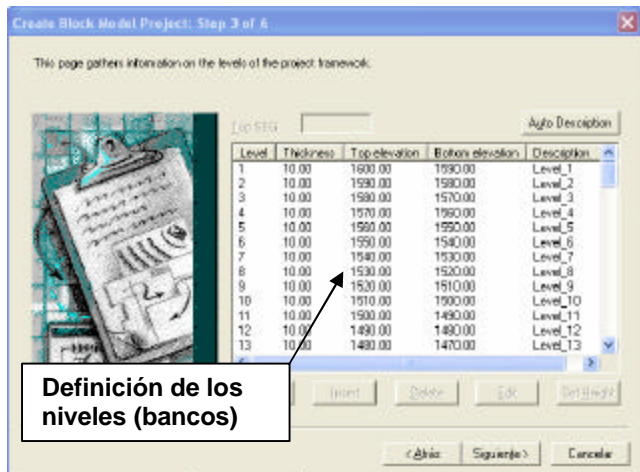 Create Block Model Project: Step 3 of 6
This page gathers information on the levels of the project framework.
Auto Description
Level Thickness Top elevation Bottom elevation Description
1 10.00 1600.00 1590.00 Level_1
2 10.00 1590.00 1580.00 Level_2
3 10.00 1580.00 1570.00 Level_3
4 10.00 1570.00 1560.00 Level_4
5 10.00 1560.00 1550.00 Level_5
6 10.00 1550.00 1540.00 Level_6
7 10.00 1540.00 1530.00 Level_7
8 10.00 1530.00 1520.00 Level_8
9 10.00 1520.00 1510.00 Level_9
10 10.00 1510.00 1500.00 Level_10
11 10.00 1500.00 1490.00 Level_11
12 10.00 1490.00 1480.00 Level_12
13 10.00 1480.00 1470.00 Level_13
Definición de los
niveles (bancos)
Insert Delete Edit
< Atrás Siguiente > Cancelar